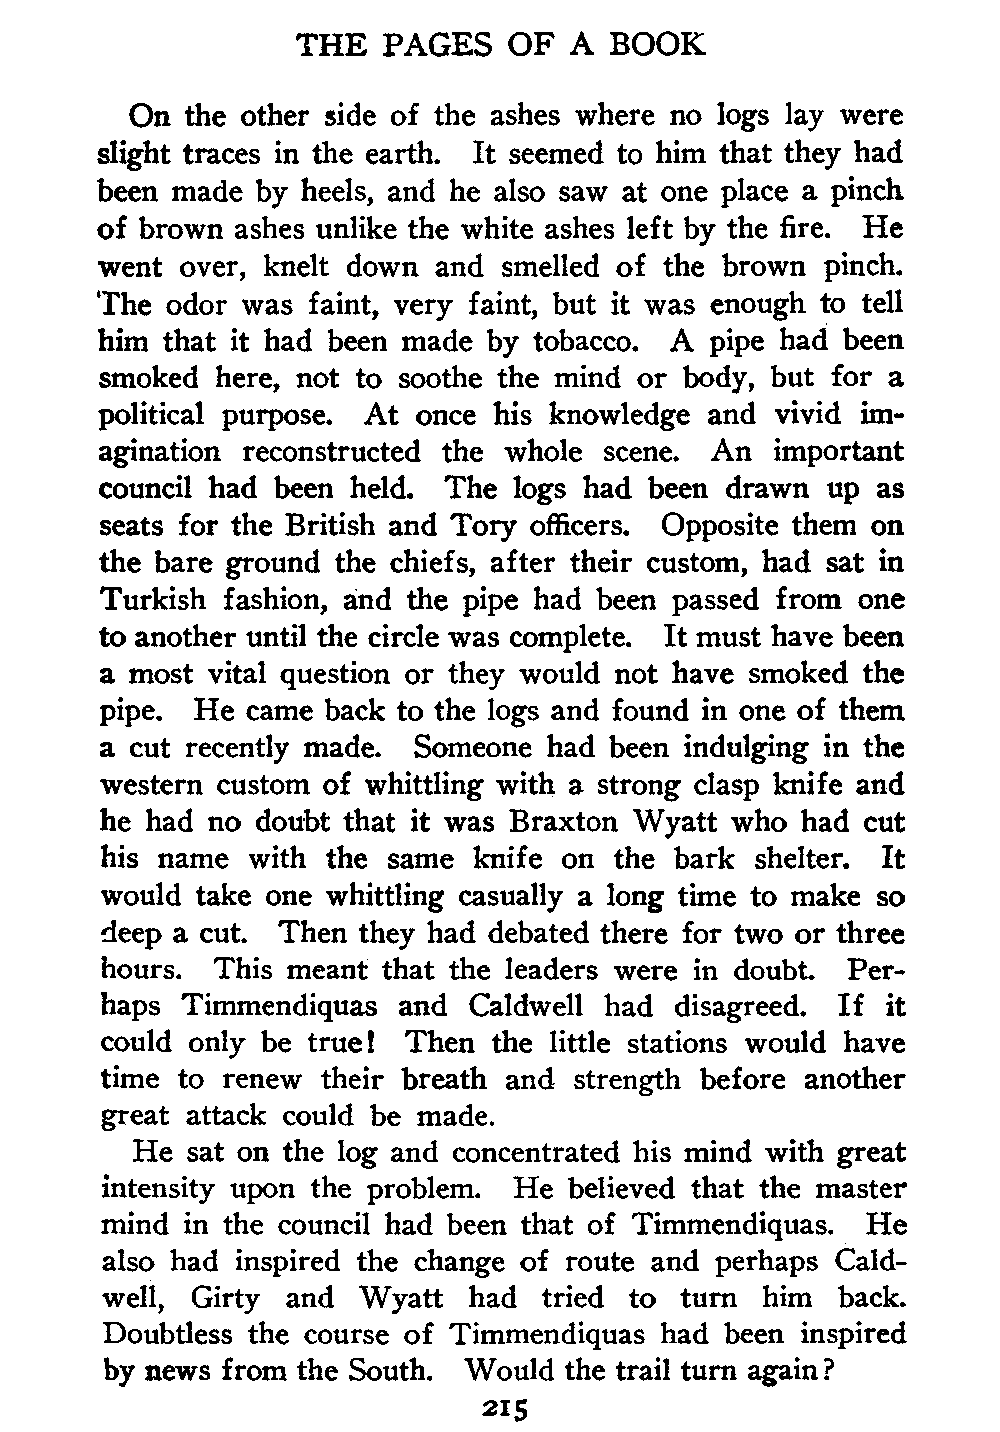 THE PAGES OF A BOOK
On the other side of the ashes where no logs lay were
slight traces in the earth. It seemed to him that they had
been made by heels, and he also saw at one place a pinch
of brown ashes unlike the white ashes left by the fire. He
went over, knelt down and smelled of the brown pinch.
'The odor was faint, very faint, but it was enough to tell
him that it had been made by tobacco. A pipe had been
smoked here, not to soothe the mind or body, but for a
political purpose. At once his knowledge and vivid im-
agination reconstructed the whole scene. An important
council had been held. The logs had been drawn up as
seats for the British and Tory officers. Opposite them on
the bare ground the chiefs, after their custom, had sat in
Turkish fashion, and the pipe had been passed from one
to another until the circle was complete. It must have been
a most vital question or they would not have smoked the
pipe. He came back to the logs and found in one of them
a cut recently made. Someone had been indulging in the
western custom of whittling with a strong clasp knife and
he had no doubt that it was Braxton Wyatt who had cut
his name with the same knife on the bark shelter. It
would take one whittling casually a long time to make so
deep a cut. Then they had debated there for two or three
hours. This meant that the leaders were in doubt. Per-
haps Timmendiquas and Caldwell had disagreed. If it
could only be true! Then the little stations would have
time to renew their breath and strength before another
great attack could be made.
He sat on the log and concentrated his mind with great
intensity upon the problem. He believed that the master
mind in the council had been that of Timmendiquas. He
also had inspired the change of route and perhaps Cald-
well, Girty and Wyatt had tried to turn him back.
Doubtless the course of Timmendiquas had been inspired
by news from the South. Would the trail turn again?
215